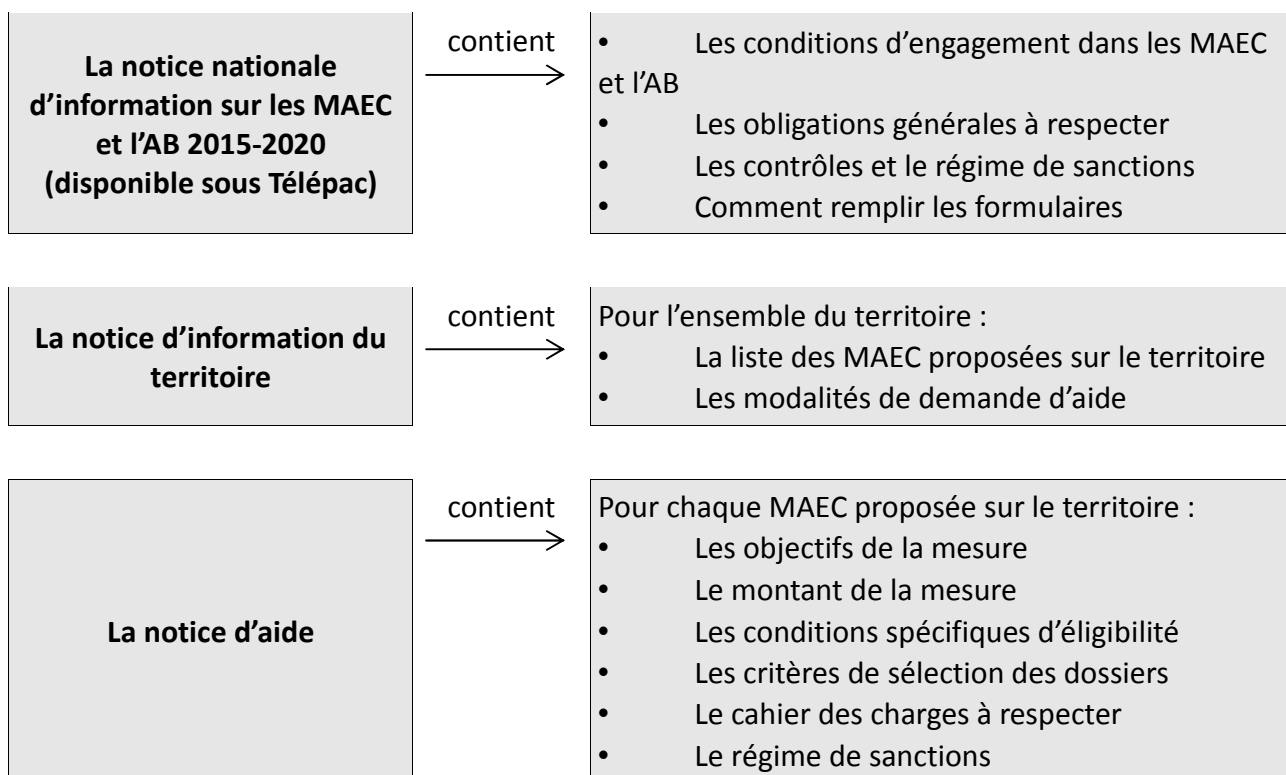 La notice nationale
d’information sur les MAEC
et l’AB 2015-2020
(disponible sous Télépac)
contient
• Les conditions d’engagement dans les MAEC
et l’AB
• Les obligations générales à respecter
• Les contrôles et le régime de sanctions
• Comment remplir les formulaires
La notice d’information du
territoire
contient
Pour l’ensemble du territoire :
• La liste des MAEC proposées sur le territoire
• Les modalités de demande d’aide
La notice d’aide
contient
Pour chaque MAEC proposée sur le territoire :
• Les objectifs de la mesure
• Le montant de la mesure
• Les conditions spécifiques d’éligibilité
• Les critères de sélection des dossiers
• Le cahier des charges à respecter
• Le régime de sanctions